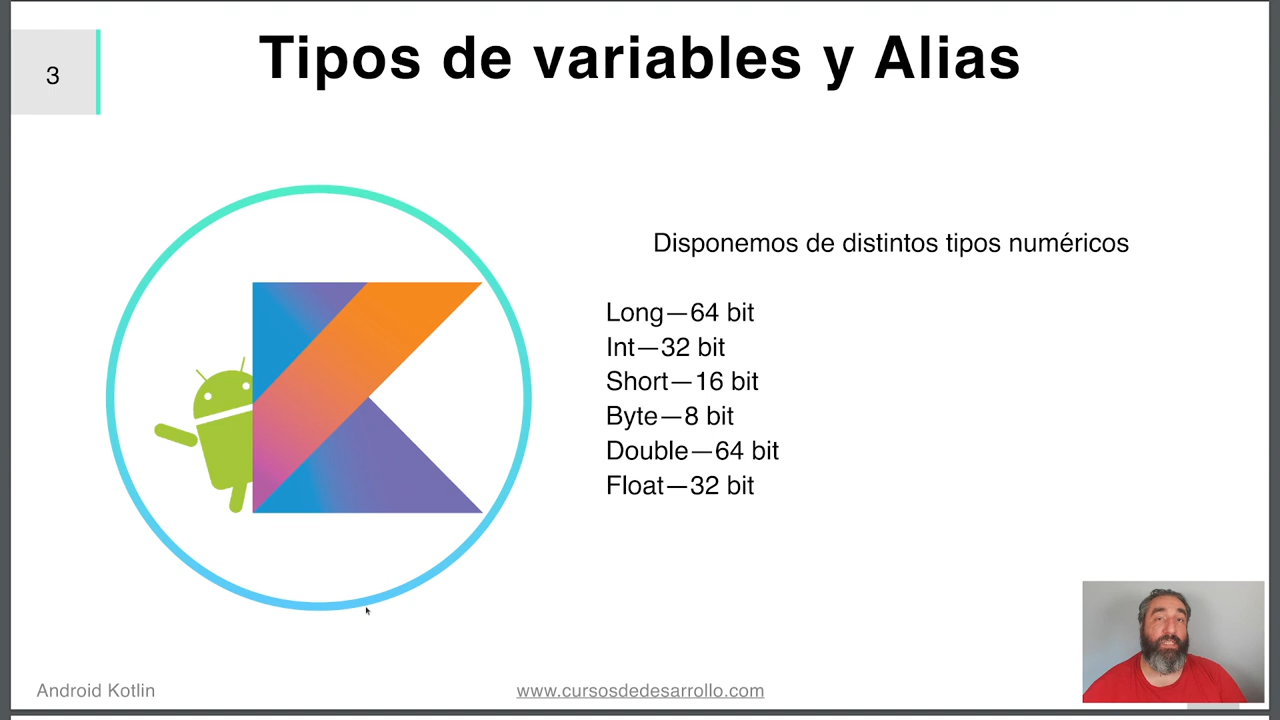 3
Tipos de variables y Alias
Disponemos de distintos tipos numéricos
Long—64 bit
Int—32 bit
Short—16 bit
Byte—8 bit
Double—64 bit
Float—32 bit
Android Kotlin
www.cursosdedesarrollo.com